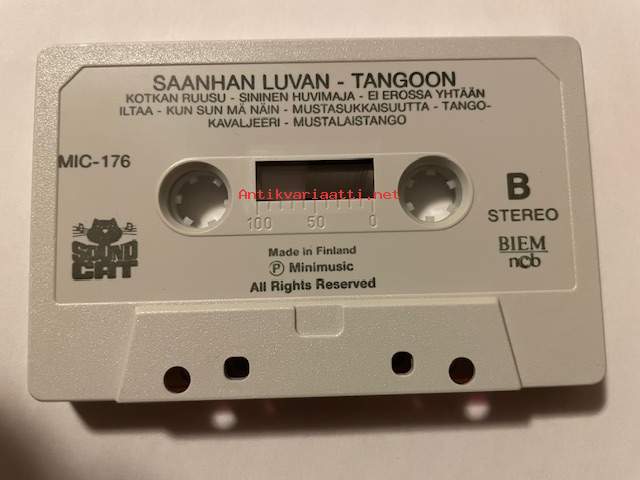 SAANHAN LUVAN - TANGOON
KOTKAN RUUSU - SININEN HUVIMAJA - EI EROSSA YHTÄÄN
ILTAA - KUN SUN MÄ NÄIN - MUSTASUKKAISUUTTA - TANGO-
KAVALJEERI - MUSTALAISTANGO
MIC-176
Antikvariaatti.net
100 50 0
B
STEREO
SOUND
CAT
BIEM
ncb
Made in Finland
Ⓟ Minimusic
All Rights Reserved